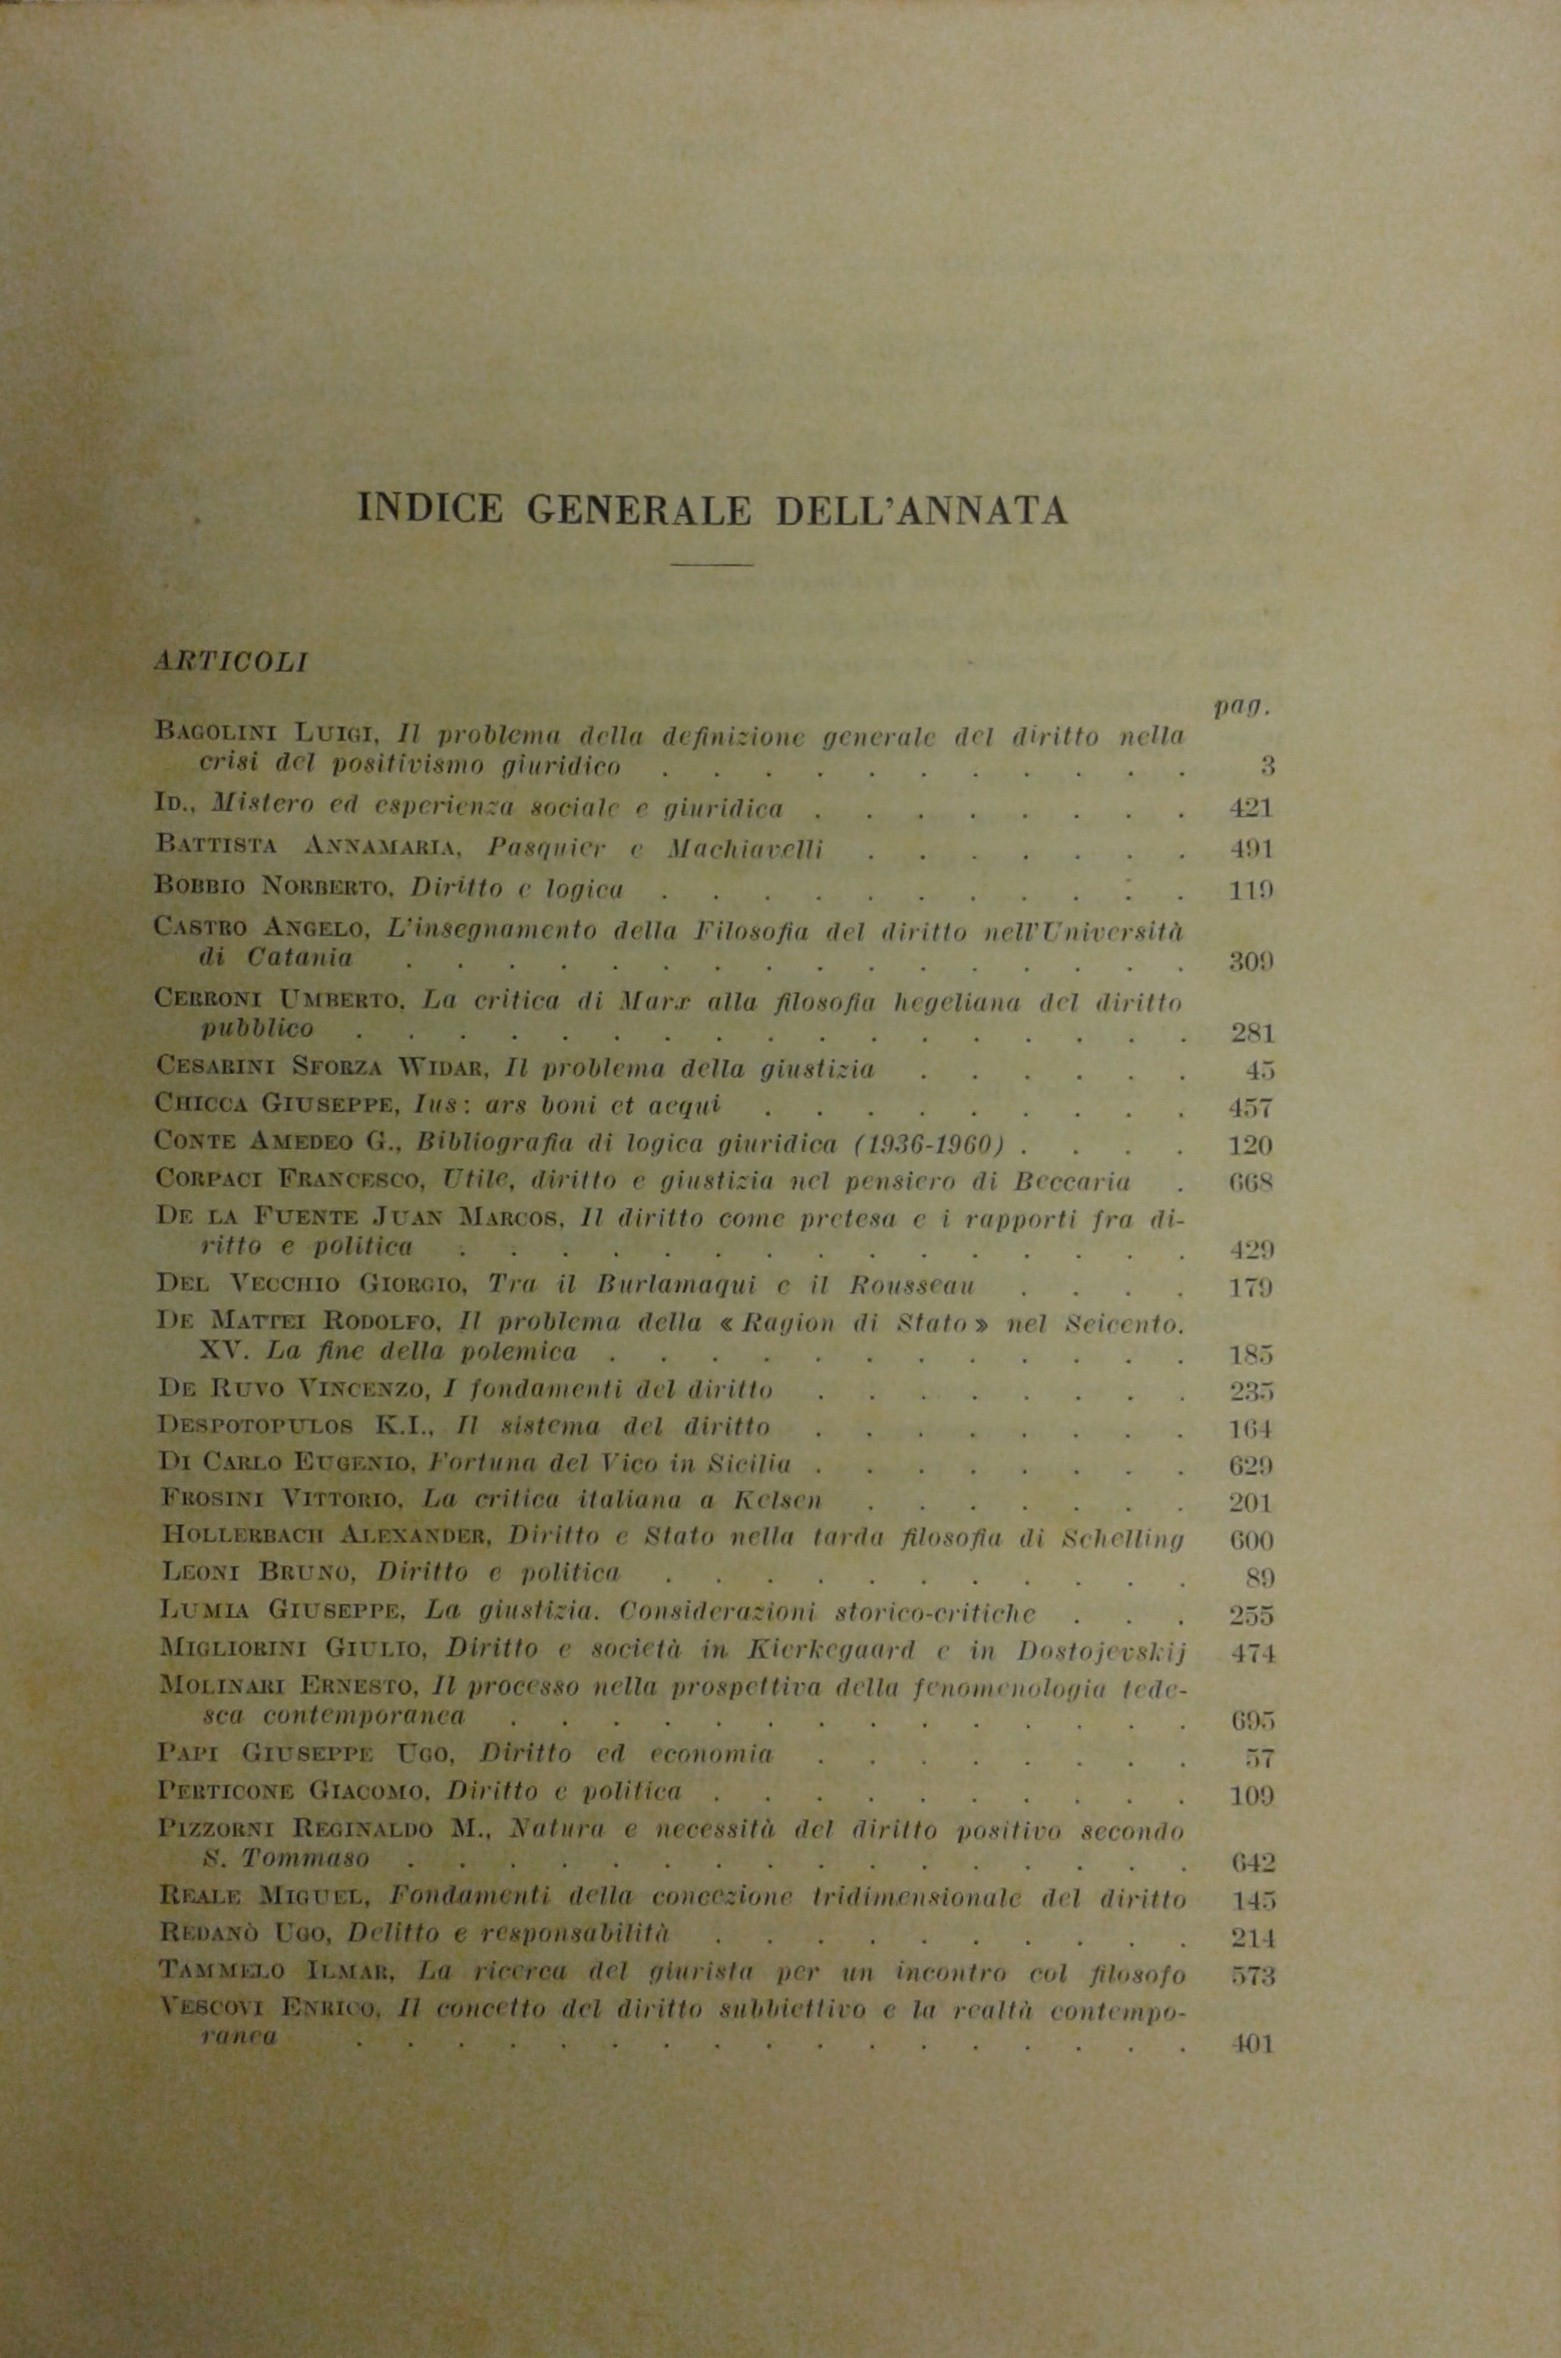 INDICE GENERALE DELL'ANNATA
ARTICOLI
pag.
BAGOLINI LUIGI, Il problema della definizione generale del diritto nella
crisi del positivismo giuridico . . . . . . . . . . . 3
ID., Mistero ed esperienza sociale e giuridica . . . . . . . . 421
BATTISTA ANNAMARIA, Pasquier e Machiavelli . . . . . . . 491
BOBBIO NORBERTO, Diritto e logica . . . . . . . . . . . 119
CASTRO ANGELO, L'insegnamento della Filosofia del diritto nell'Università
di Catania . . . . . . . . . . . . . . . . 309
CERRONI UMBERTO, La critica di Marx alla filosofia hegeliana del diritto
pubblico . . . . . . . . . . . . . . . . . 281
CESARINI SFORZA WIDAR, Il problema della giustizia . . . . . . 45
CHICCA GIUSEPPE, Ius: ars boni et aequi . . . . . . . . . 457
CONTE AMEDEO G., Bibliografia di logica giuridica (1936-1960) . . . . 120
CORPACI FRANCESCO, Utile, diritto e giustizia nel pensiero di Beccaria . 668
DE LA FUENTE JUAN MARCOS, Il diritto come pretesa e i rapporti fra di-
ritto e politica . . . . . . . . . . . . . . . 429
DEL VECCHIO GIORGIO, Tra il Burlamaqui e il Rousseau . . . . 179
DE MATTEI RODOLFO, Il problema della « Ragion di Stato » nel Seicento.
XV. La fine della polemica . . . . . . . . . . . . 185
DE RUVO VINCENZO, I fondamenti del diritto . . . . . . . . 235
DESPOTOPULOS K.I., Il sistema del diritto . . . . . . . . 164
DI CARLO EUGENIO, Fortuna del Vico in Sicilia . . . . . . . . 629
FROSINI VITTORIO, La critica italiana a Kelsen . . . . . . . 201
HOLLERBACH ALEXANDER, Diritto e Stato nella tarda filosofia di Schelling 600
LEONI BRUNO, Diritto e politica . . . . . . . . . . . 89
LUMIA GIUSEPPE, La giustizia. Considerazioni storico-critiche . . . 255
MIGLIORINI GIULIO, Diritto e società in Kierkegaard e in Dostojevskij 474
MOLINARI ERNESTO, Il processo nella prospettiva della fenomenologia tede-
sca contemporanea . . . . . . . . . . . . . . 695
PAPI GIUSEPPE UGO, Diritto ed economia . . . . . . . . 57
PERTICONE GIACOMO, Diritto e politica . . . . . . . . . . 109
PIZZORNI REGINALDO M., Natura e necessità del diritto positivo secondo
S. Tommaso . . . . . . . . . . . . . . . . 642
REALE MIGUEL, Fondamenti della concezione tridimensionale del diritto 145
REDANÒ UGO, Delitto e responsabilità . . . . . . . . . . 214
TAMMELO ILMAR, La ricerca del giurista per un incontro col filosofo 573
VESCOVI ENRICO, Il concetto del diritto subbiettivo e la realtà contempo-
ranea . . . . . . . . . . . . . . . . . 401